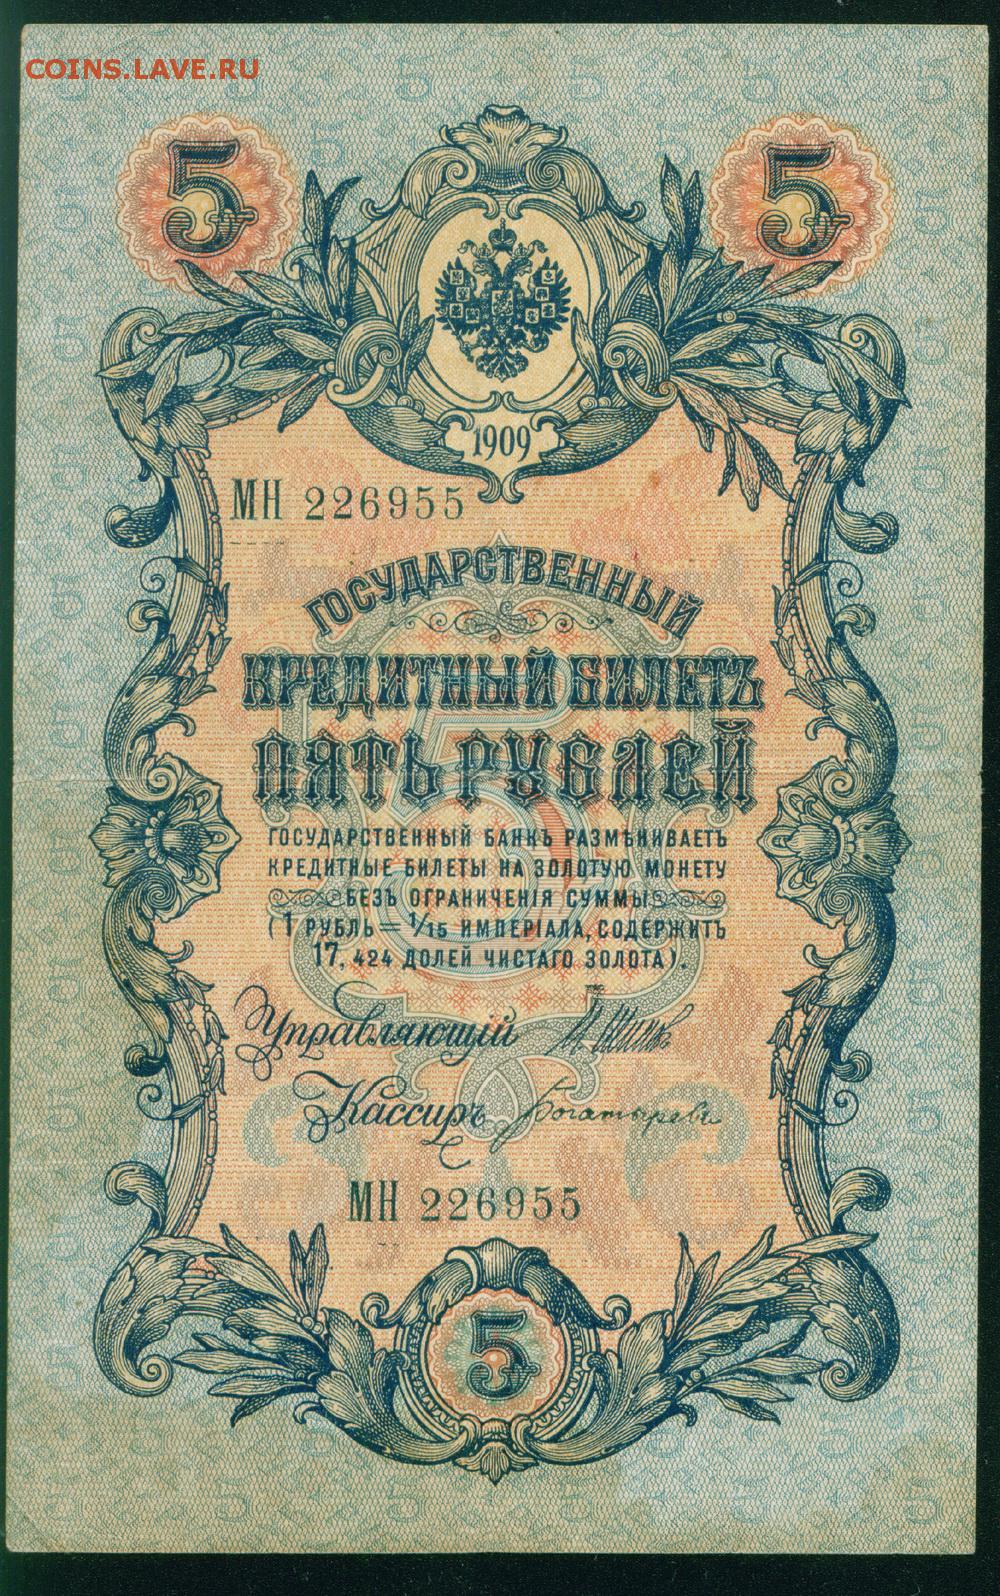 COINS.LAVE.RU
5 5
1909
МН 226955
ГОСУДАРСТВЕННЫЙ
КРЕДИТНЫЙ БИЛЕТЪ
ПЯТЬ РУБЛЕЙ
ГОСУДАРСТВЕННЫЙ БАНКЪ РАЗМѢНИВАЕТЪ
КРЕДИТНЫЕ БИЛЕТЫ НА ЗОЛОТУЮ МОНЕТУ
БЕЗЪ ОГРАНИЧЕНІЯ СУММЫ
(1 РУБЛЬ = 1/15 ИМПЕРІАЛА, СОДЕРЖИТЪ
17,424 ДОЛЕЙ ЧИСТАГО ЗОЛОТА).
Управляющій
Кассиръ Богатыревъ
МН 226955
5